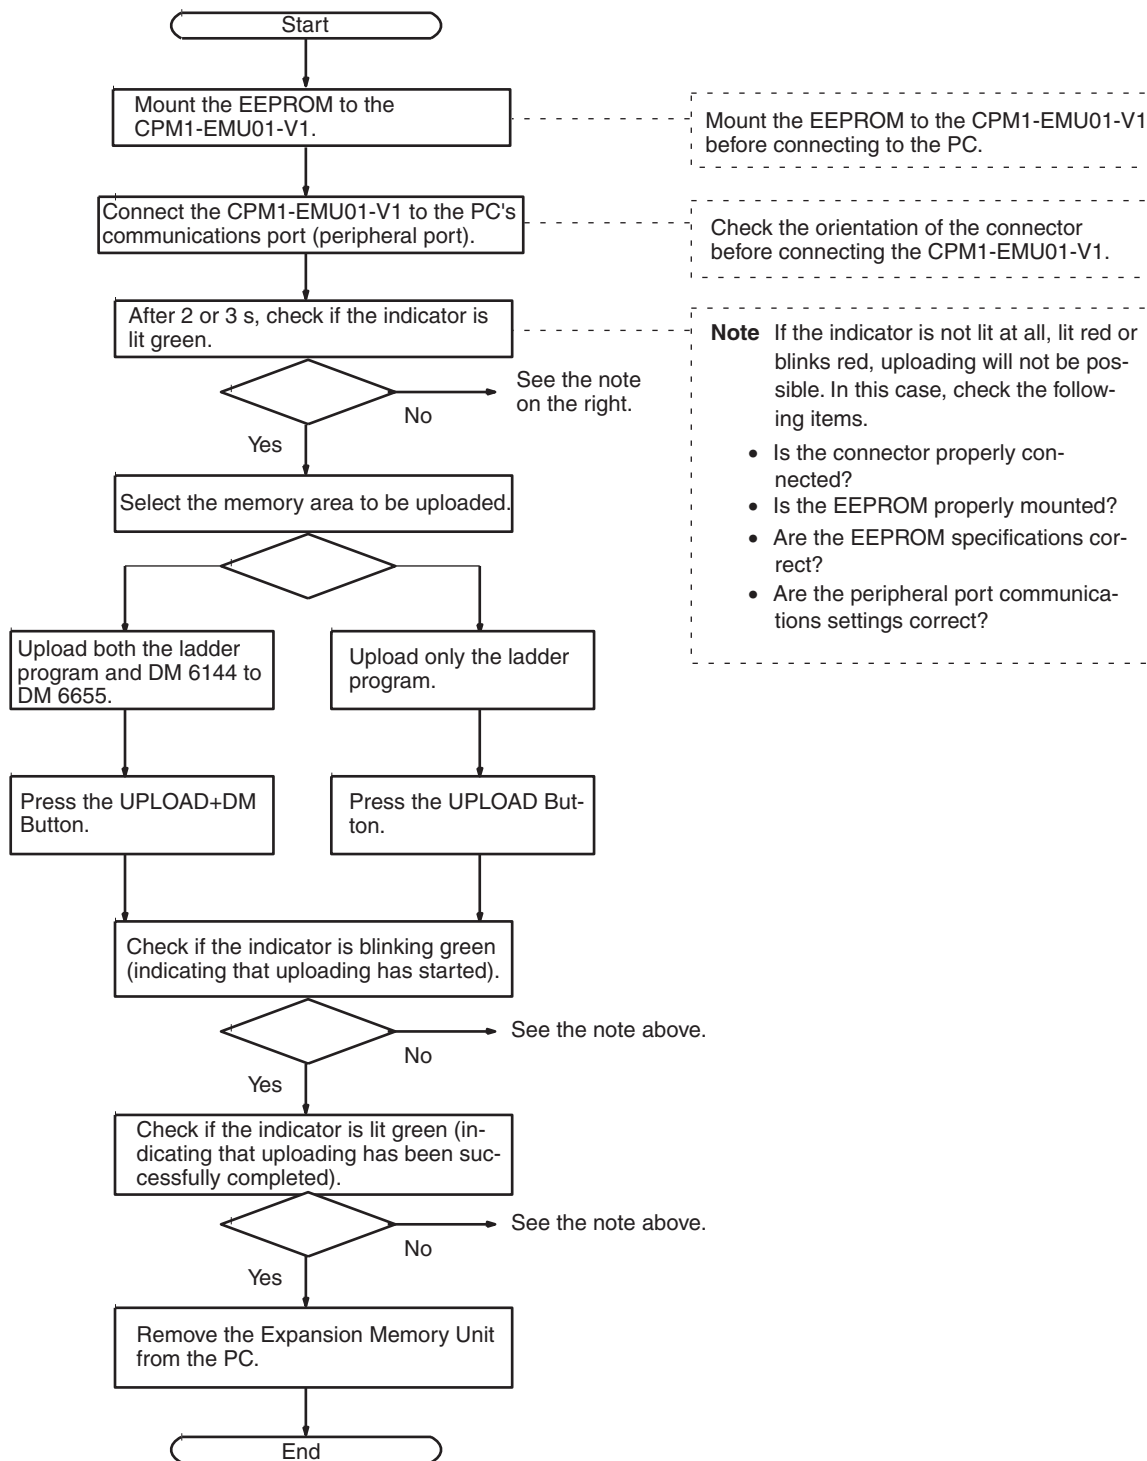 Start
Mount the EEPROM to the
CPM1-EMU01-V1.
Mount the EEPROM to the CPM1-EMU01-V1
before connecting to the PC.
Connect the CPM1-EMU01-V1 to the PC's
communications port (peripheral port).
Check the orientation of the connector
before connecting the CPM1-EMU01-V1.
After 2 or 3 s, check if the indicator is
lit green.
Note If the indicator is not lit at all, lit red or
blinks red, uploading will not be pos-
sible. In this case, check the follow-
ing items.
• Is the connector properly con-
nected?
• Is the EEPROM properly mounted?
• Are the EEPROM specifications cor-
rect?
• Are the peripheral port communica-
tions settings correct?
See the note
on the right.
No
Yes
Select the memory area to be uploaded.
Upload both the ladder
program and DM 6144 to
DM 6655.
Upload only the ladder
program.
Press the UPLOAD+DM
Button.
Press the UPLOAD But-
ton.
Check if the indicator is blinking green
(indicating that uploading has started).
See the note above.
No
Yes
Check if the indicator is lit green (in-
dicating that uploading has been suc-
cessfully completed).
See the note above.
No
Yes
Remove the Expansion Memory Unit
from the PC.
End